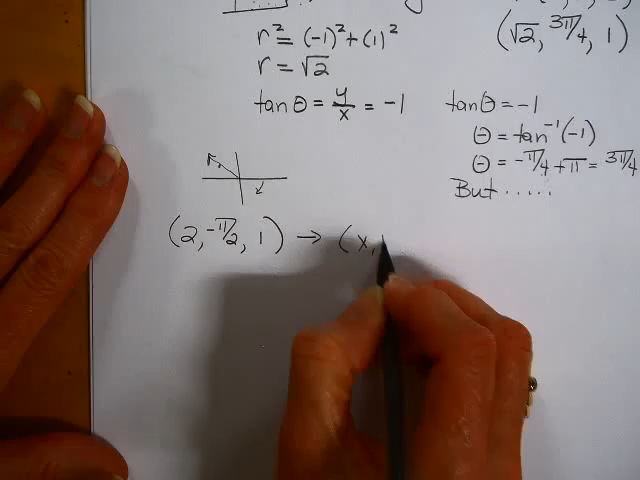 r² = (-1)² + (1)²
(√2, 3π/4, 1)
r = √2
tan θ = y/x = -1
tan θ = -1
θ = tan⁻¹(-1)
θ = -π/4 + π = 3π/4
But ......
(2, -π/2, 1) → (x,